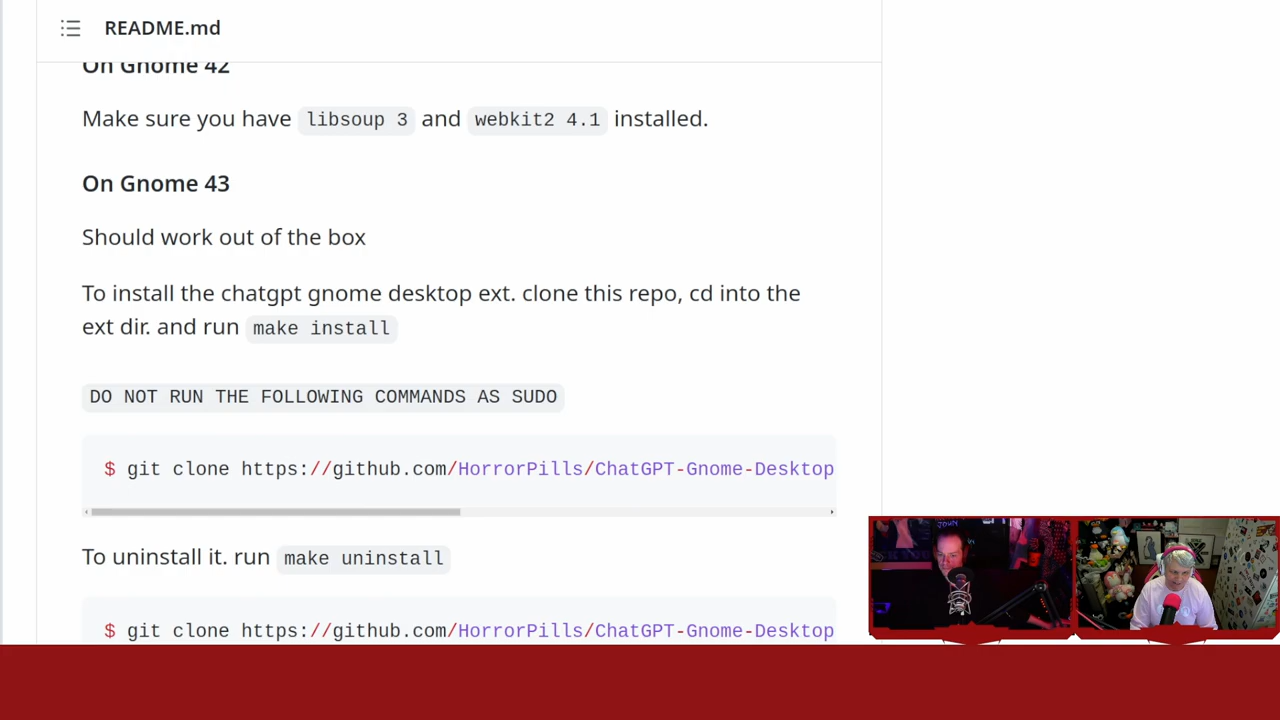 README.md
On Gnome 42
Make sure you have libsoup 3 and webkit2 4.1 installed.
On Gnome 43
Should work out of the box
To install the chatgpt gnome desktop ext. clone this repo, cd into the
ext dir. and run make install
DO NOT RUN THE FOLLOWING COMMANDS AS SUDO
$ git clone https://github.com/HorrorPills/ChatGPT-Gnome-Desktop
To uninstall it. run make uninstall
$ git clone https://github.com/HorrorPills/ChatGPT-Gnome-Desktop
JOHN